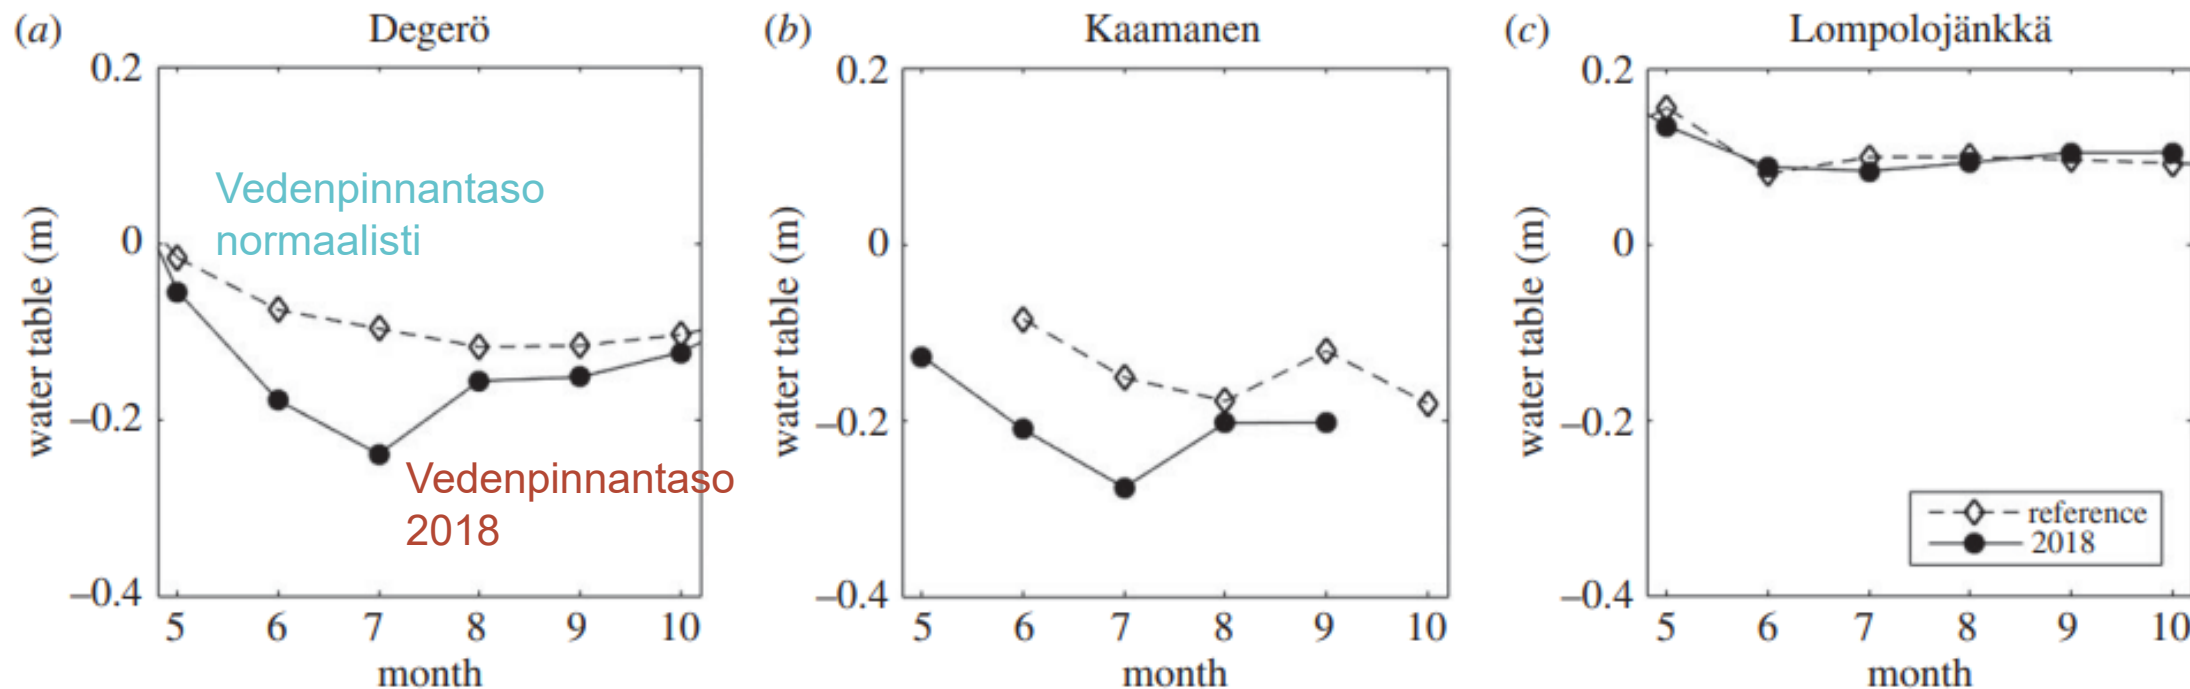 (a) Degerö
0.2
0
–0.2
–0.4
water table (m)
Vedenpinnantaso
normaalisti
Vedenpinnantaso
2018
5 6 7 8 9 10
month
(b) Kaamanen
0.2
0
–0.2
–0.4
water table (m)
5 6 7 8 9 10
month
(c) Lompolojänkkä
0.2
0
–0.2
–0.4
water table (m)
reference
2018
5 6 7 8 9 10
month